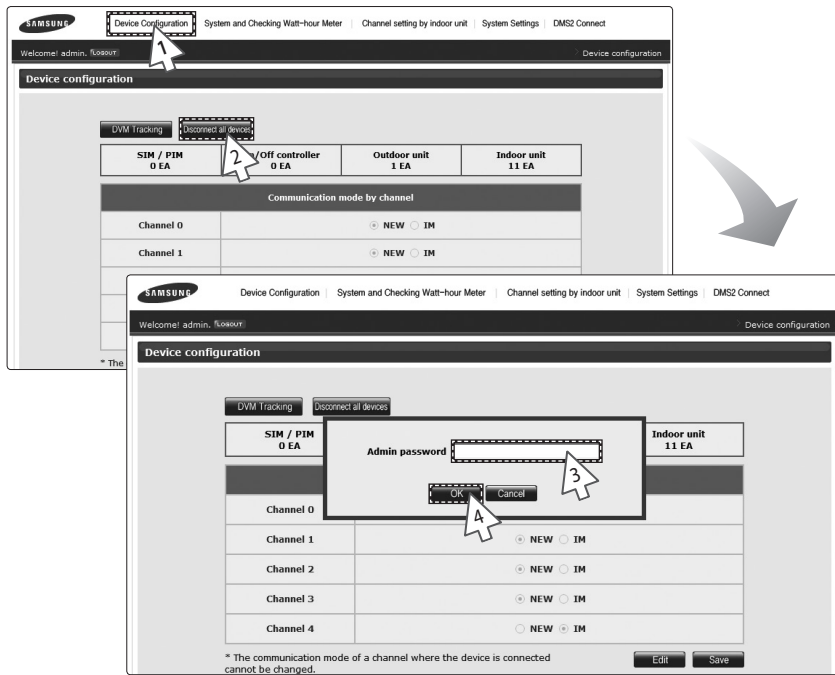 SAMSUNG
Device Configuration | System and Checking Watt-hour Meter | Channel setting by indoor unit | System Settings | DMS2 Connect
1
Welcome! admin. LOGOUT
Device configuration
Device configuration
DVM Tracking
Disconnect all devices
2
SIM / PIM
0 EA
/Off controller
0 EA
Outdoor unit
1 EA
Indoor unit
11 EA
Communication mode by channel
Channel 0
NEW IM
Channel 1
NEW IM
* The
SAMSUNG
Device Configuration | System and Checking Watt-hour Meter | Channel setting by indoor unit | System Settings | DMS2 Connect
Welcome! admin. LOGOUT
Device configuration
Device configuration
DVM Tracking
Disconnect all devices
SIM / PIM
0 EA
Indoor unit
11 EA
Admin password
3
OK
Cancel
4
Channel 0
Channel 1
NEW IM
Channel 2
NEW IM
Channel 3
NEW IM
Channel 4
NEW IM
* The communication mode of a channel where the device is connected
cannot be changed.
Edit
Save